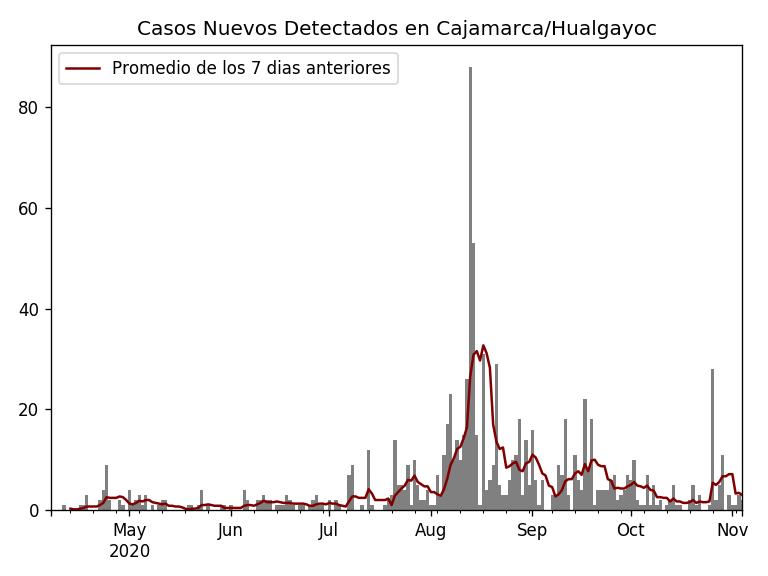 Casos Nuevos Detectados en Cajamarca/Hualgayoc
Promedio de los 7 dias anteriores
80
60
40
20
0
May Jun Jul Aug Sep Oct Nov
2020